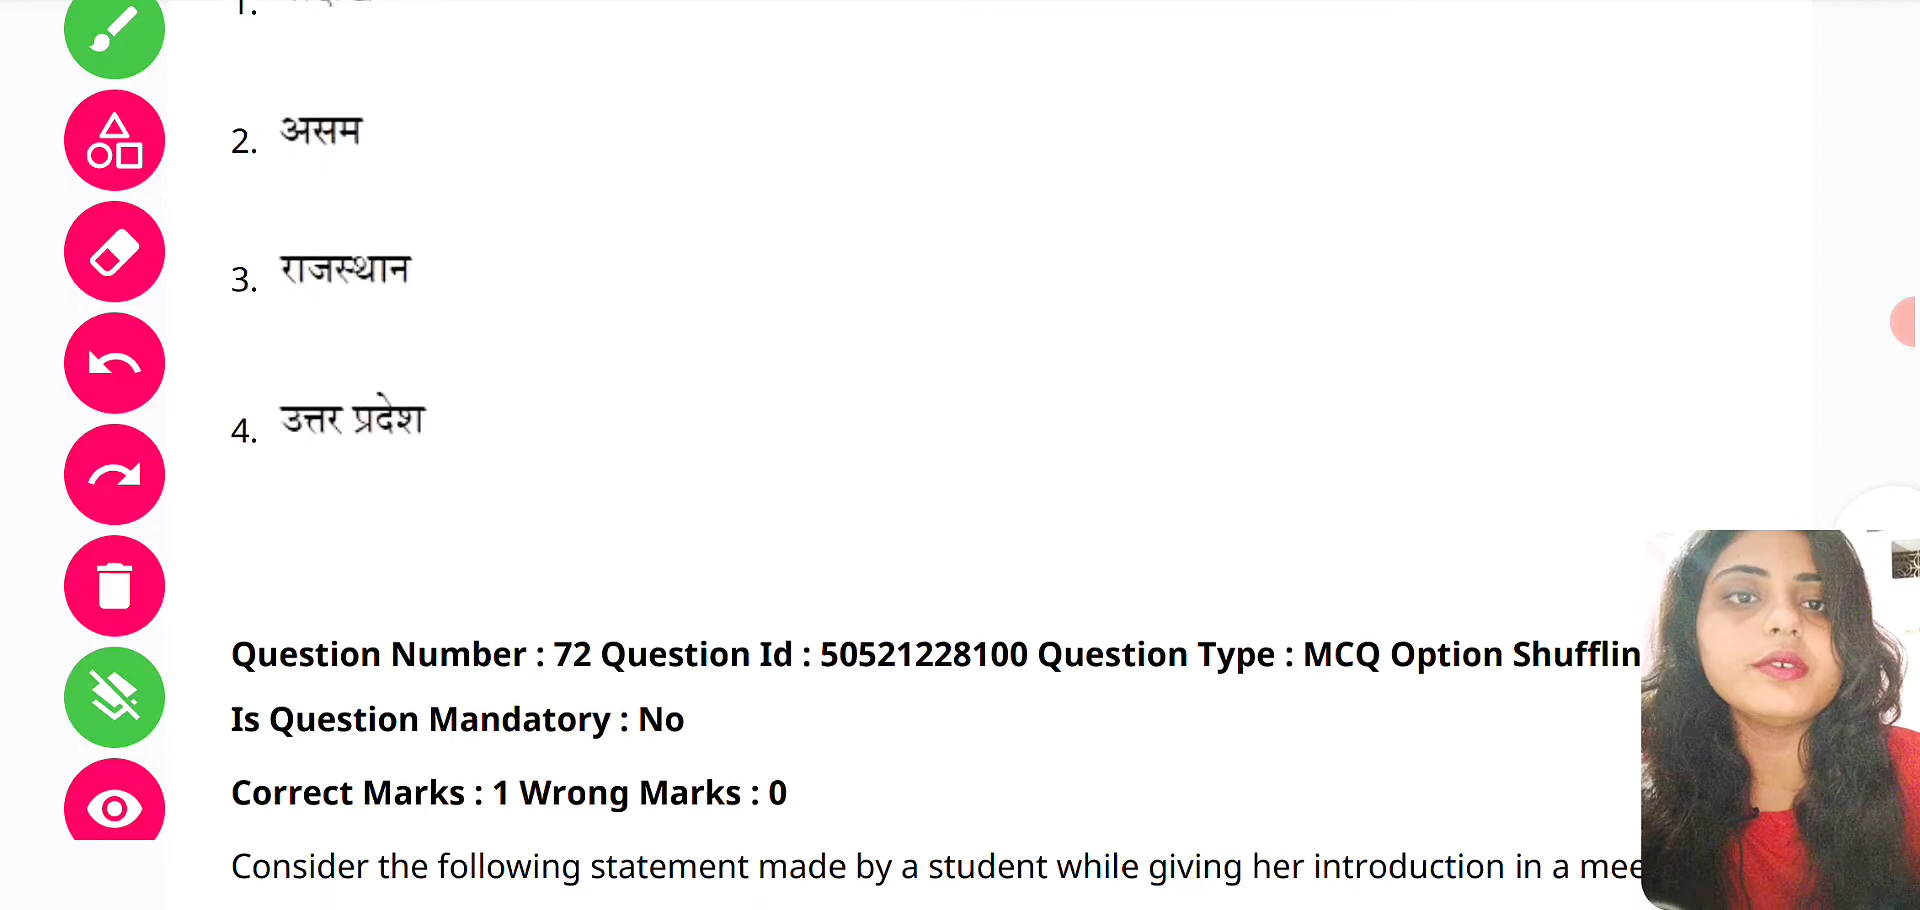 1.
2. असम
3. राजस्थान
4. उत्तर प्रदेश
Question Number : 72 Question Id : 50521228100 Question Type : MCQ Option Shufflin
Is Question Mandatory : No
Correct Marks : 1 Wrong Marks : 0
Consider the following statement made by a student while giving her introduction in a mee